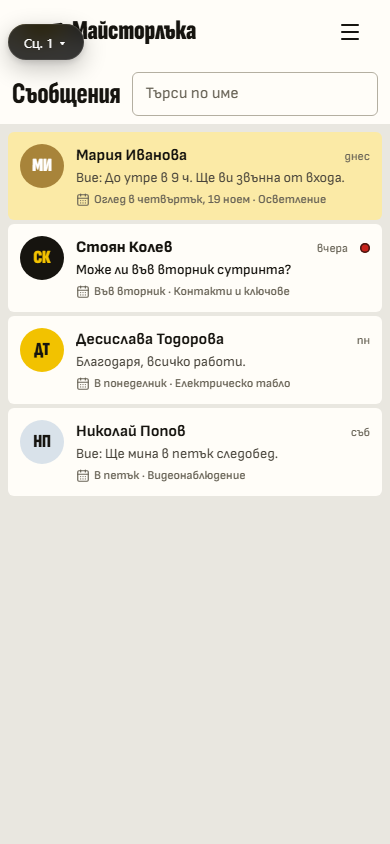 Майсторлъка
Сц. 1
Съобщения
Търси по име
МИ
Мария Иванова
днес
Вие: До утре в 9 ч. Ще ви звънна от входа.
Оглед в четвъртък, 19 ноем · Осветление
СК
Стоян Колев
вчера
Може ли във вторник сутринта?
Във вторник · Контакти и ключове
ДТ
Десислава Тодорова
пн
Благодаря, всичко работи.
В понеделник · Електрическо табло
НП
Николай Попов
съб
Вие: Ще мина в петък следобед.
В петък · Видеонаблюдение